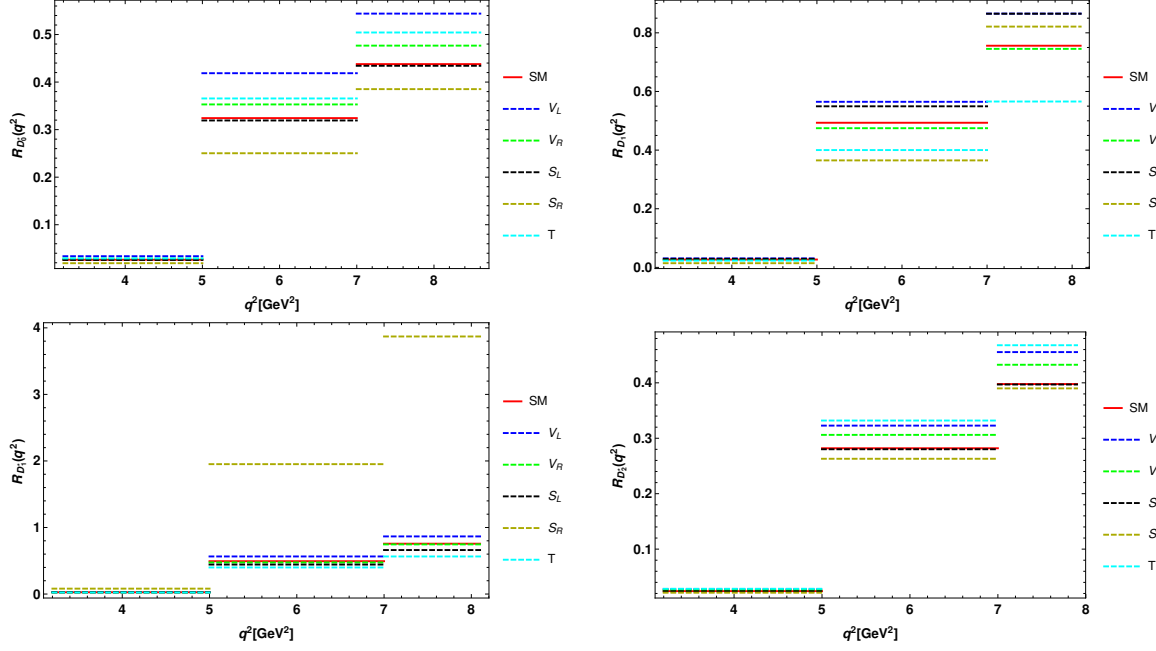 R_{D_0^*}(q^2)
0.5
0.4
0.3
0.2
0.1
4 5 6 7 8
q^2[GeV^2]
SM
V_L
V_R
S_L
S_R
T
R_{D_1}(q^2)
0.8
0.6
0.4
0.2
0.0
4 5 6 7 8
q^2[GeV^2]
SM
V
V
S
S
T
4
3
2
1
0
4 5 6 7 8
q^2[GeV^2]
SM
V_L
V_R
S_L
S_R
T
R_{D_2^*}(q^2)
0.4
0.3
0.2
0.1
4 5 6 7 8
q^2[GeV^2]
SM
V
V
S
S
T